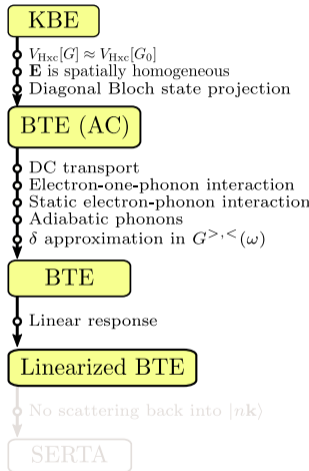 KBE
V_Hxc[G] ≈ V_Hxc[G_0]
E is spatially homogeneous
Diagonal Bloch state projection
BTE (AC)
DC transport
Electron-one-phonon interaction
Static electron-phonon interaction
Adiabatic phonons
δ approximation in G^{>,<}(ω)
BTE
Linear response
Linearized BTE
No scattering back into |nk⟩
SERTA